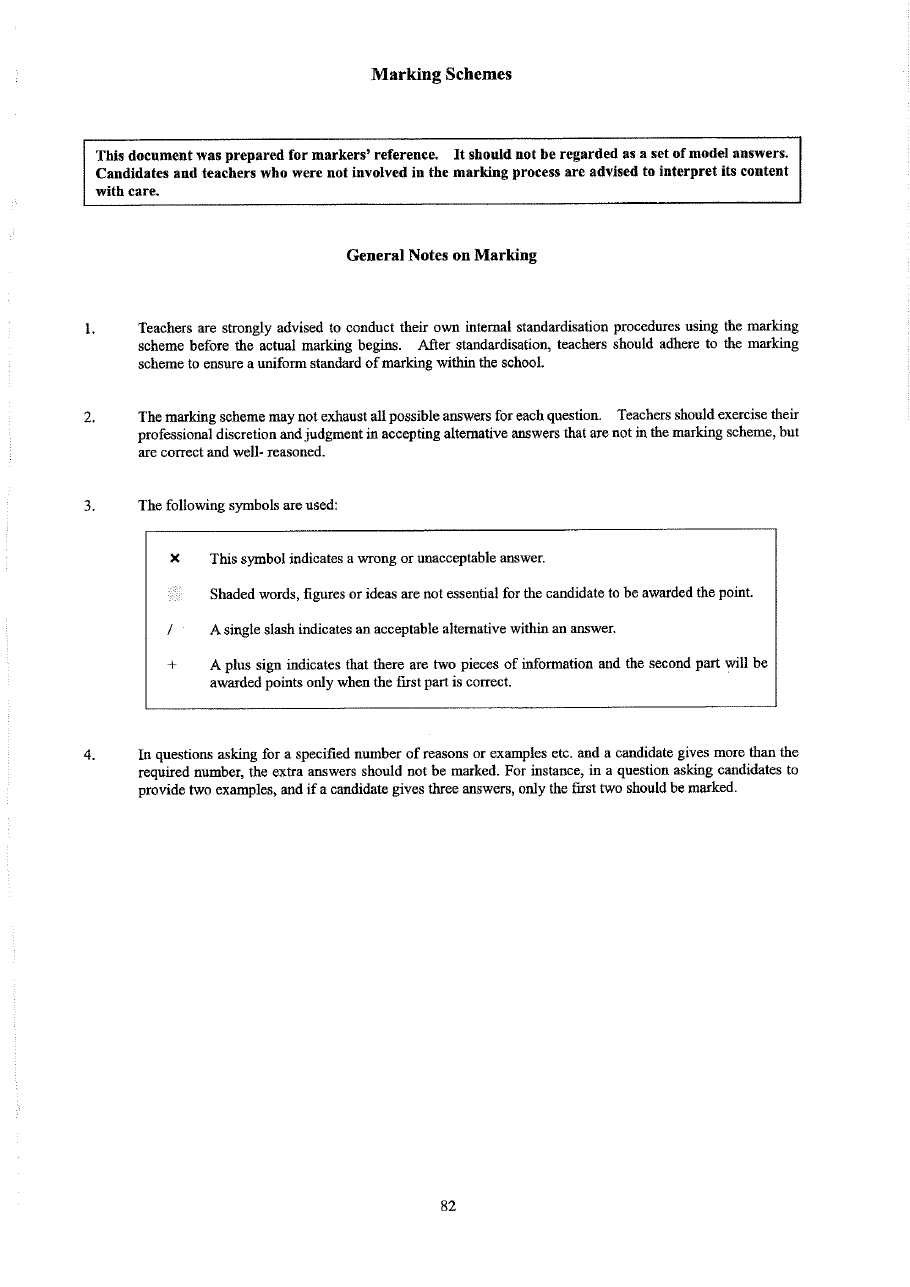 Marking Schemes
This document was prepared for markers' reference. It should not be regarded as a set of model answers.
Candidates and teachers who were not involved in the marking process are advised to interpret its content
with care.
General Notes on Marking
1. Teachers are strongly advised to conduct their own internal standardisation procedures using the marking
scheme before the actual marking begins. After standardisation, teachers should adhere to the marking
scheme to ensure a uniform standard of marking within the school.
2. The marking scheme may not exhaust all possible answers for each question. Teachers should exercise their
professional discretion and judgment in accepting alternative answers that are not in the marking scheme, but
are correct and well- reasoned.
3. The following symbols are used:
× This symbol indicates a wrong or unacceptable answer.
Shaded words, figures or ideas are not essential for the candidate to be awarded the point.
/ A single slash indicates an acceptable alternative within an answer.
+ A plus sign indicates that there are two pieces of information and the second part will be
awarded points only when the first part is correct.
4. In questions asking for a specified number of reasons or examples etc. and a candidate gives more than the
required number, the extra answers should not be marked. For instance, in a question asking candidates to
provide two examples, and if a candidate gives three answers, only the first two should be marked.
82